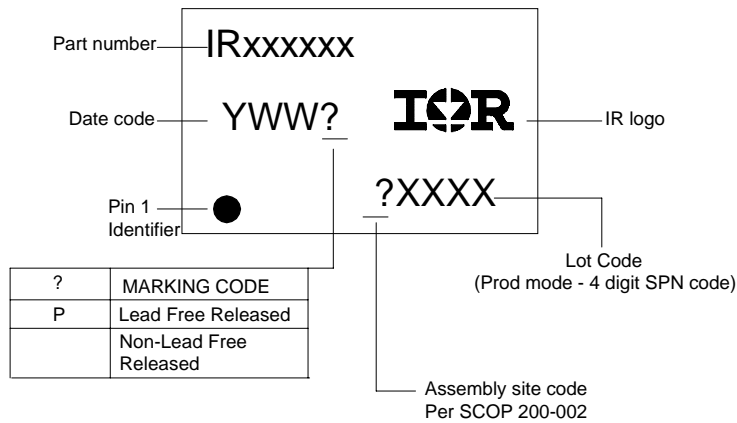 Part number
IRxxxxxx
Date code
YWW?
IOR
IR logo
?XXXX
Pin 1
Identifier
Lot Code
(Prod mode - 4 digit SPN code)
? MARKING CODE
P Lead Free Released
Non-Lead Free
Released
Assembly site code
Per SCOP 200-002